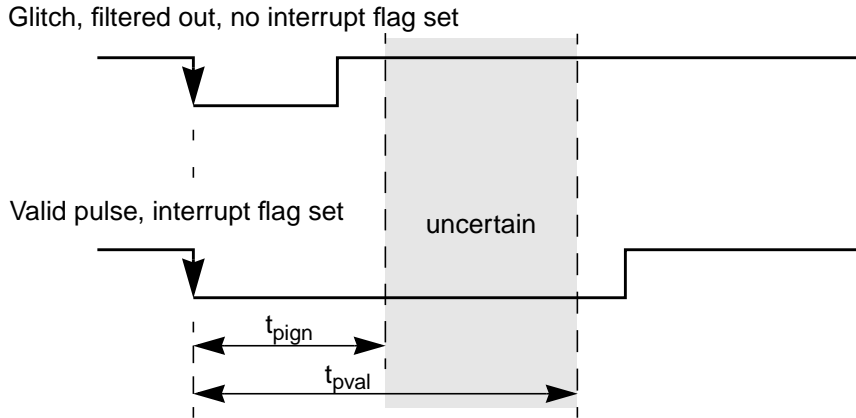 Glitch, filtered out, no interrupt flag set
Valid pulse, interrupt flag set
uncertain
tpign
tpval